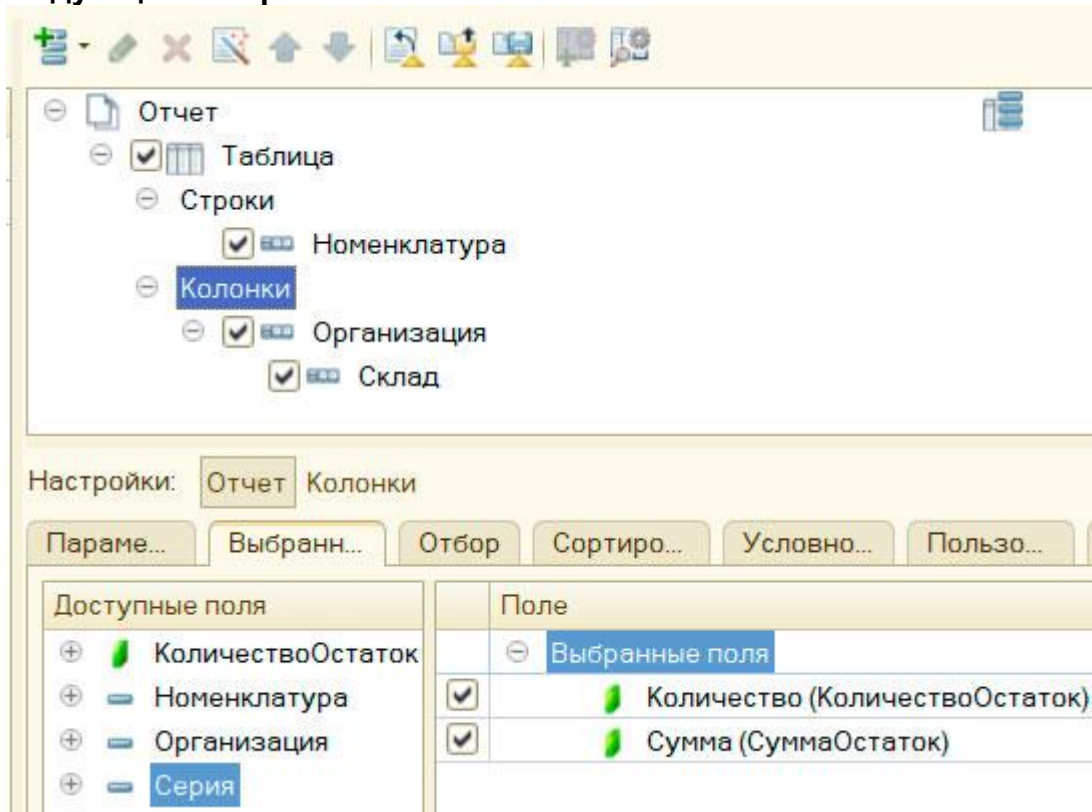 Отчет
Таблица
Строки
Номенклатура
Колонки
Организация
Склад
Настройки: Отчет Колонки
Параме... Выбранн... Отбор Сортиро... Условно... Пользо...
Доступные поля Поле
КоличествоОстаток Выбранные поля
Номенклатура Количество (КоличествоОстаток)
Организация Сумма (СуммаОстаток)
Серия